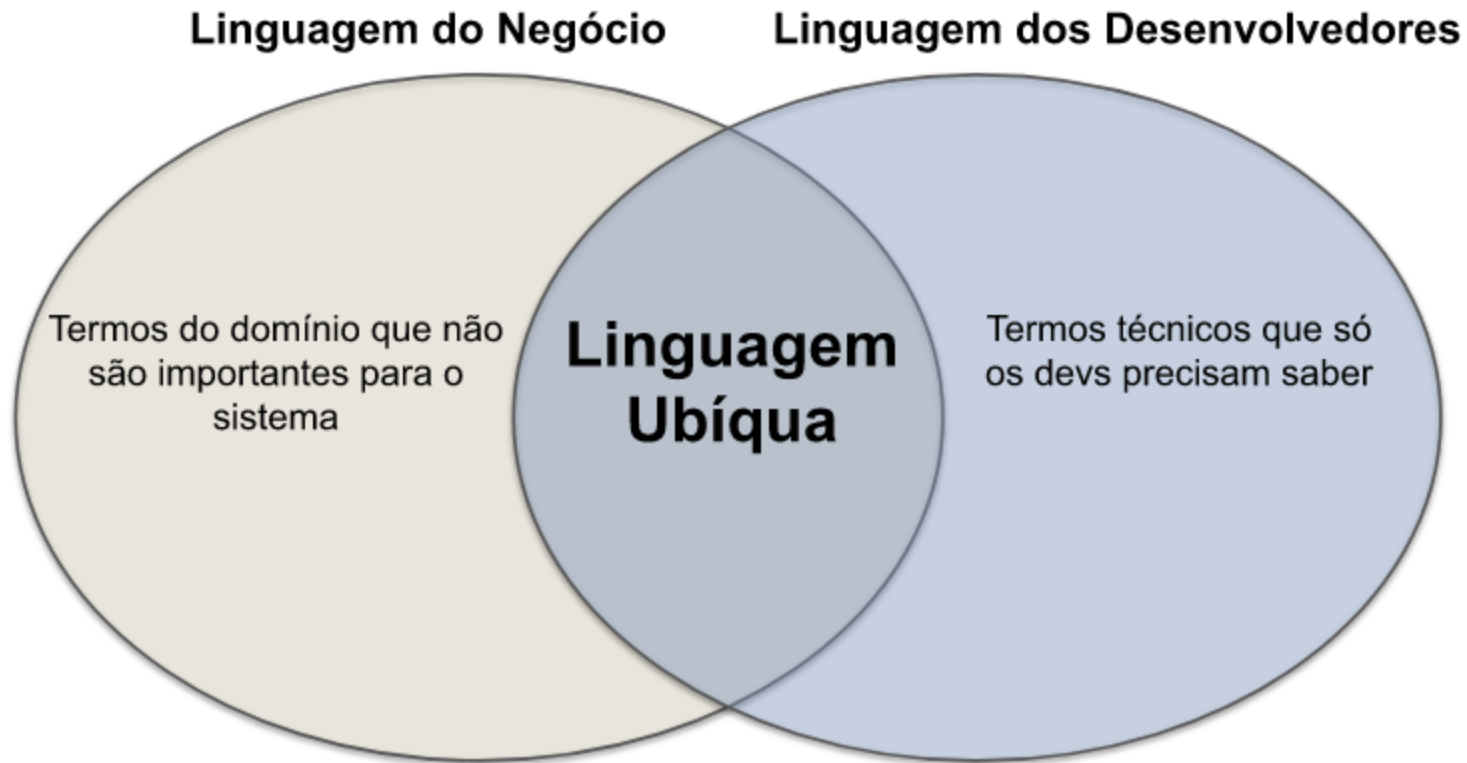 Linguagem do Negócio
Linguagem dos Desenvolvedores
Termos do domínio que não
são importantes para o
sistema
Linguagem
Ubíqua
Termos técnicos que só
os devs precisam saber